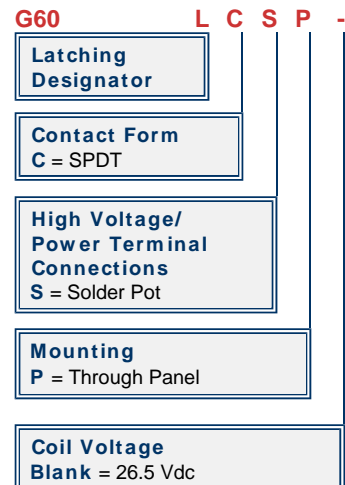 G60 L C S P -
Latching
Designator
Contact Form
C = SPDT
High Voltage/
Power Terminal
Connections
S = Solder Pot
Mounting
P = Through Panel
Coil Voltage
Blank = 26.5 Vdc